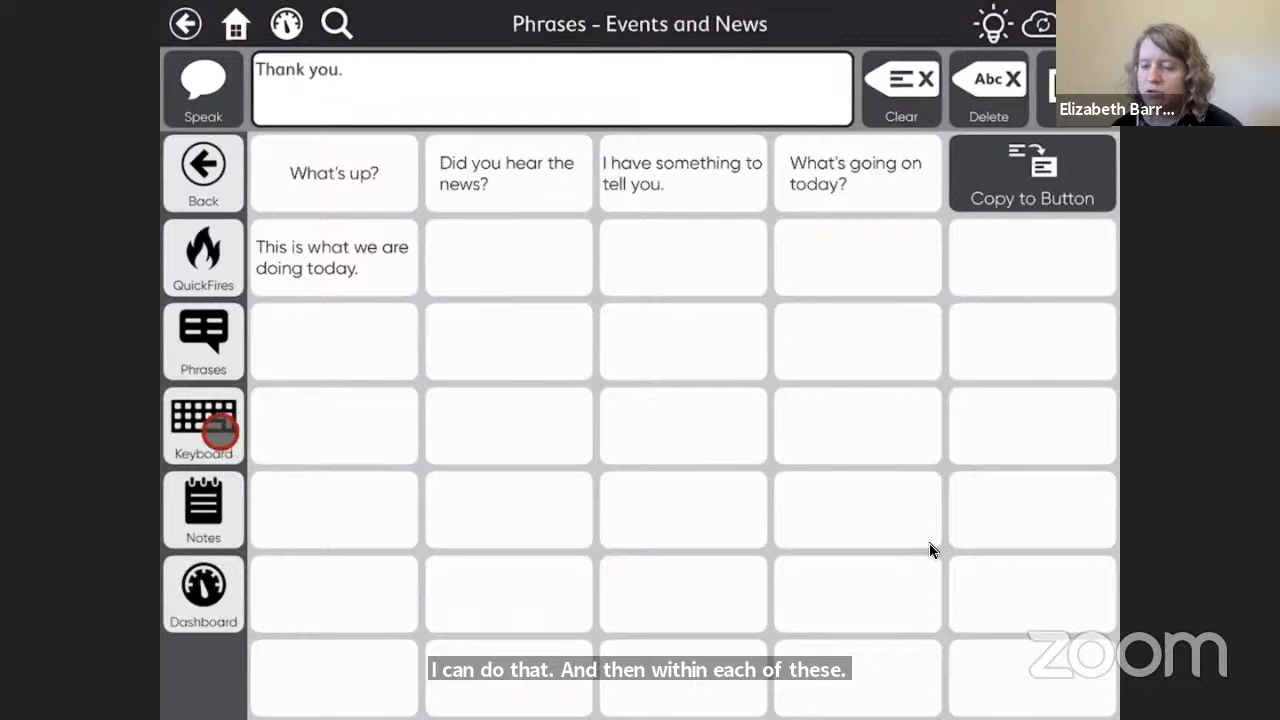 Phrases - Events and News
Elizabeth Barr...
Thank you.
Speak
Clear
Abc
Delete
Back
What's up?
Did you hear the
news?
I have something to
tell you.
What's going on
today?
Copy to Button
QuickFires
This is what we are
doing today.
Phrases
Keyboard
Notes
Dashboard
I can do that. And then within each of these.
zoom